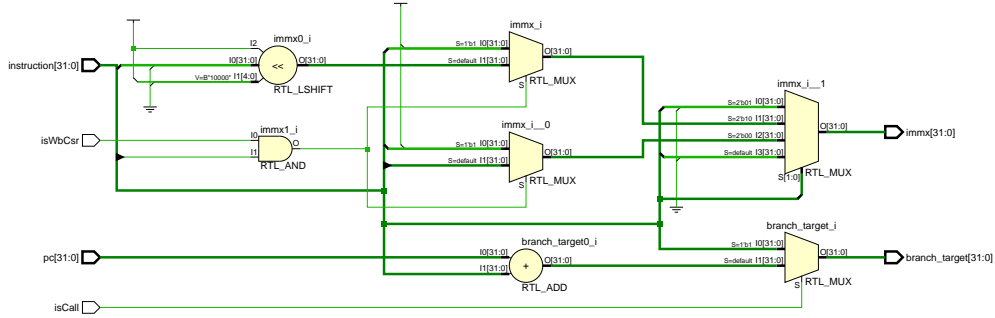 immx_i
immx0_i
S=1'b1 I0[31:0]
I2
O[31:0]
immx_i__1
instruction[31:0]
I0[31:0]
<<
O[31:0]
S=default I1[31:0]
V=B"10000" I1[4:0]
S
RTL_MUX
RTL_LSHIFT
S=2'b01 I0[31:0]
immx_i__0
S=2'b10 I1[31:0]
immx1_i
O[31:0]
immx[31:0]
isWbCsr
I0
S=2'b00 I2[31:0]
O
S=1'b1 I0[31:0]
I1
O[31:0]
S=default I3[31:0]
RTL_AND
S=default I1[31:0]
S[1:0]
RTL_MUX
S
RTL_MUX
branch_target_i
branch_target0_i
S=1'b1 I0[31:0]
pc[31:0]
I0[31:0]
O[31:0]
O[31:0]
branch_target[31:0]
+
S=default I1[31:0]
I1[31:0]
S
RTL_MUX
RTL_ADD
isCall